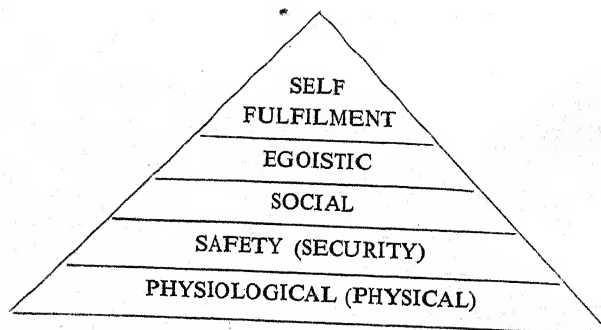 SELF
FULFILMENT
EGOISTIC
SOCIAL
SAFETY (SECURITY)
PHYSIOLOGICAL (PHYSICAL)